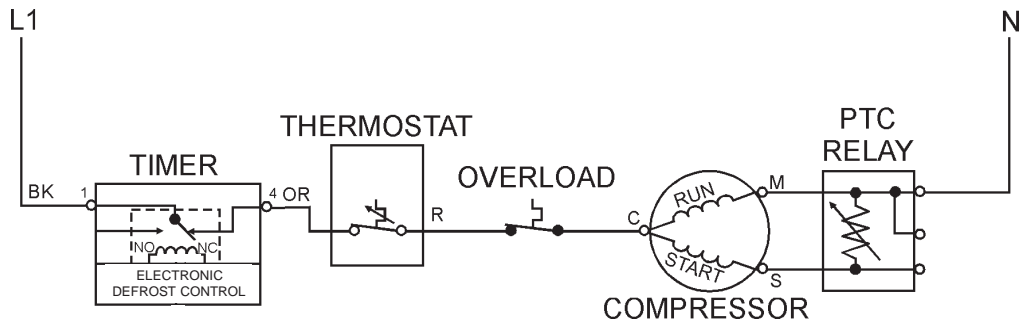 L1
N
THERMOSTAT
PTC
RELAY
TIMER
OVERLOAD
BK
1
4
OR
R
C
RUN
M
NO
NC
START
S
ELECTRONIC
DEFROST CONTROL
COMPRESSOR